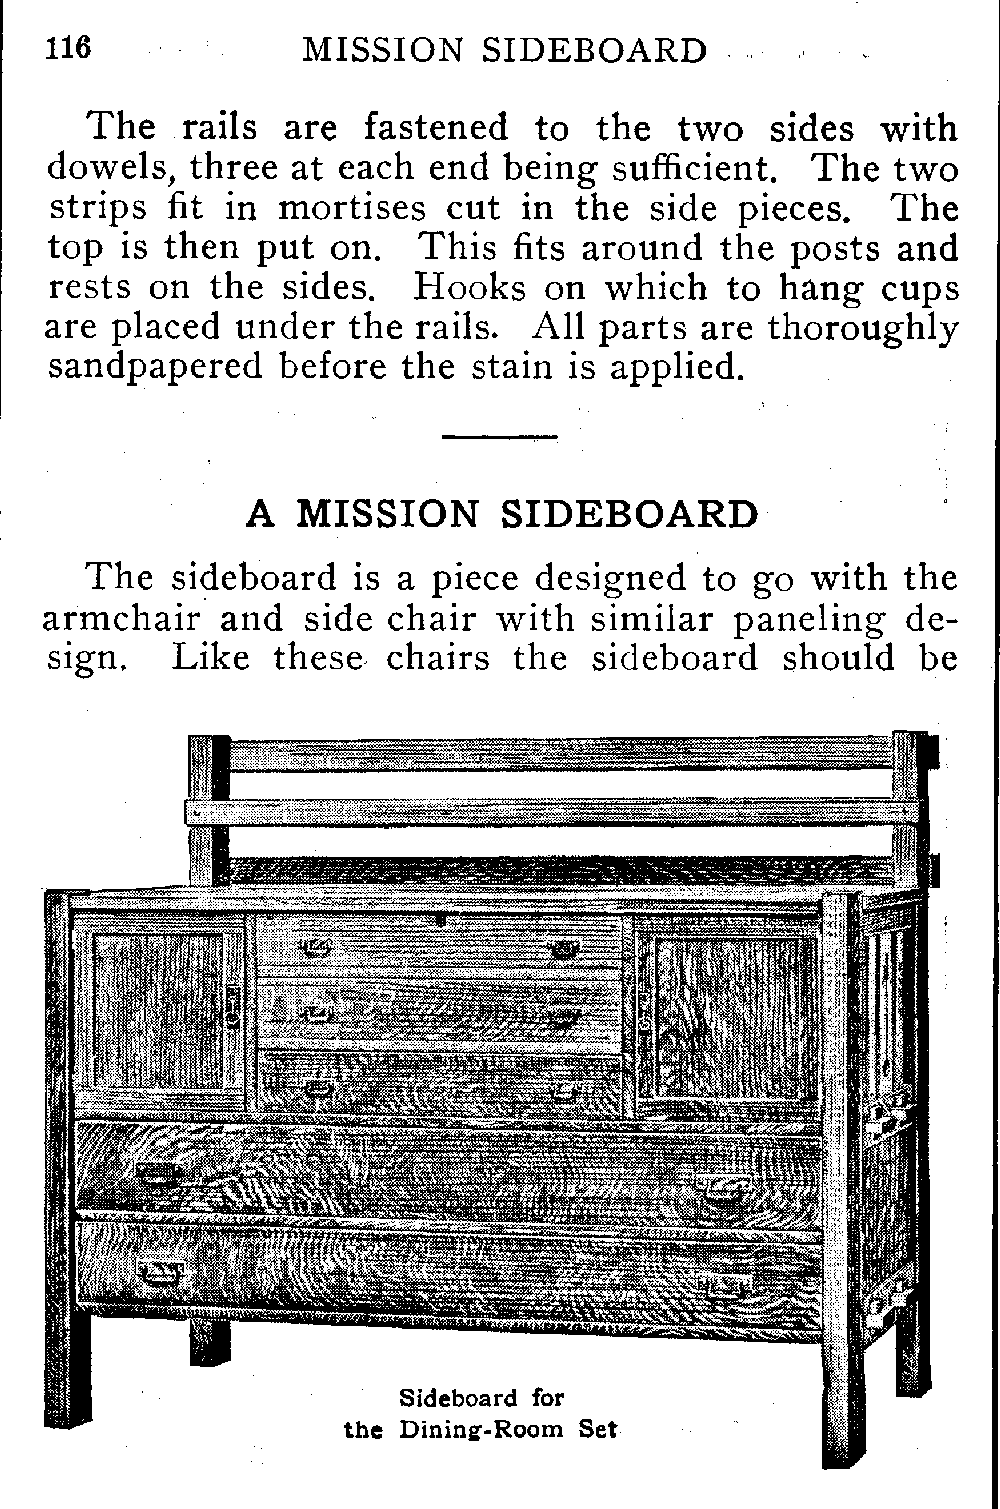 116 MISSION SIDEBOARD
The rails are fastened to the two sides with
dowels, three at each end being sufficient. The two
strips fit in mortises cut in the side pieces. The
top is then put on. This fits around the posts and
rests on the sides. Hooks on which to hang cups
are placed under the rails. All parts are thoroughly
sandpapered before the stain is applied.
A MISSION SIDEBOARD
The sideboard is a piece designed to go with the
armchair and side chair with similar paneling de-
sign. Like these chairs the sideboard should be
Sideboard for
the Dining-Room Set